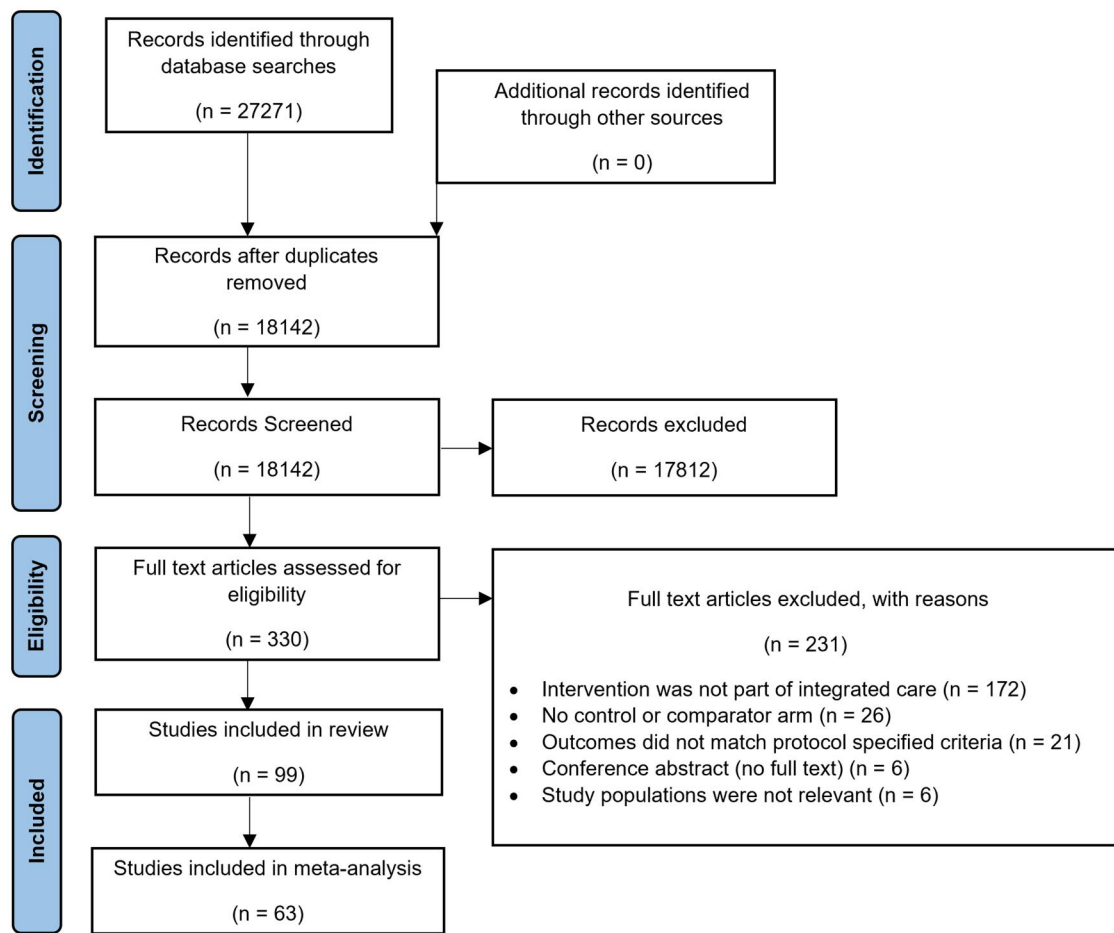 Identification
Records identified through
database searches
(n = 27271)
Additional records identified
through other sources
(n = 0)
Screening
Records after duplicates
removed
(n = 18142)
Records Screened
(n = 18142)
Records excluded
(n = 17812)
Eligibility
Full text articles assessed for
eligibility
(n = 330)
Full text articles excluded, with reasons
(n = 231)
• Intervention was not part of integrated care (n = 172)
• No control or comparator arm (n = 26)
• Outcomes did not match protocol specified criteria (n = 21)
• Conference abstract (no full text) (n = 6)
• Study populations were not relevant (n = 6)
Included
Studies included in review
(n = 99)
Studies included in meta-analysis
(n = 63)